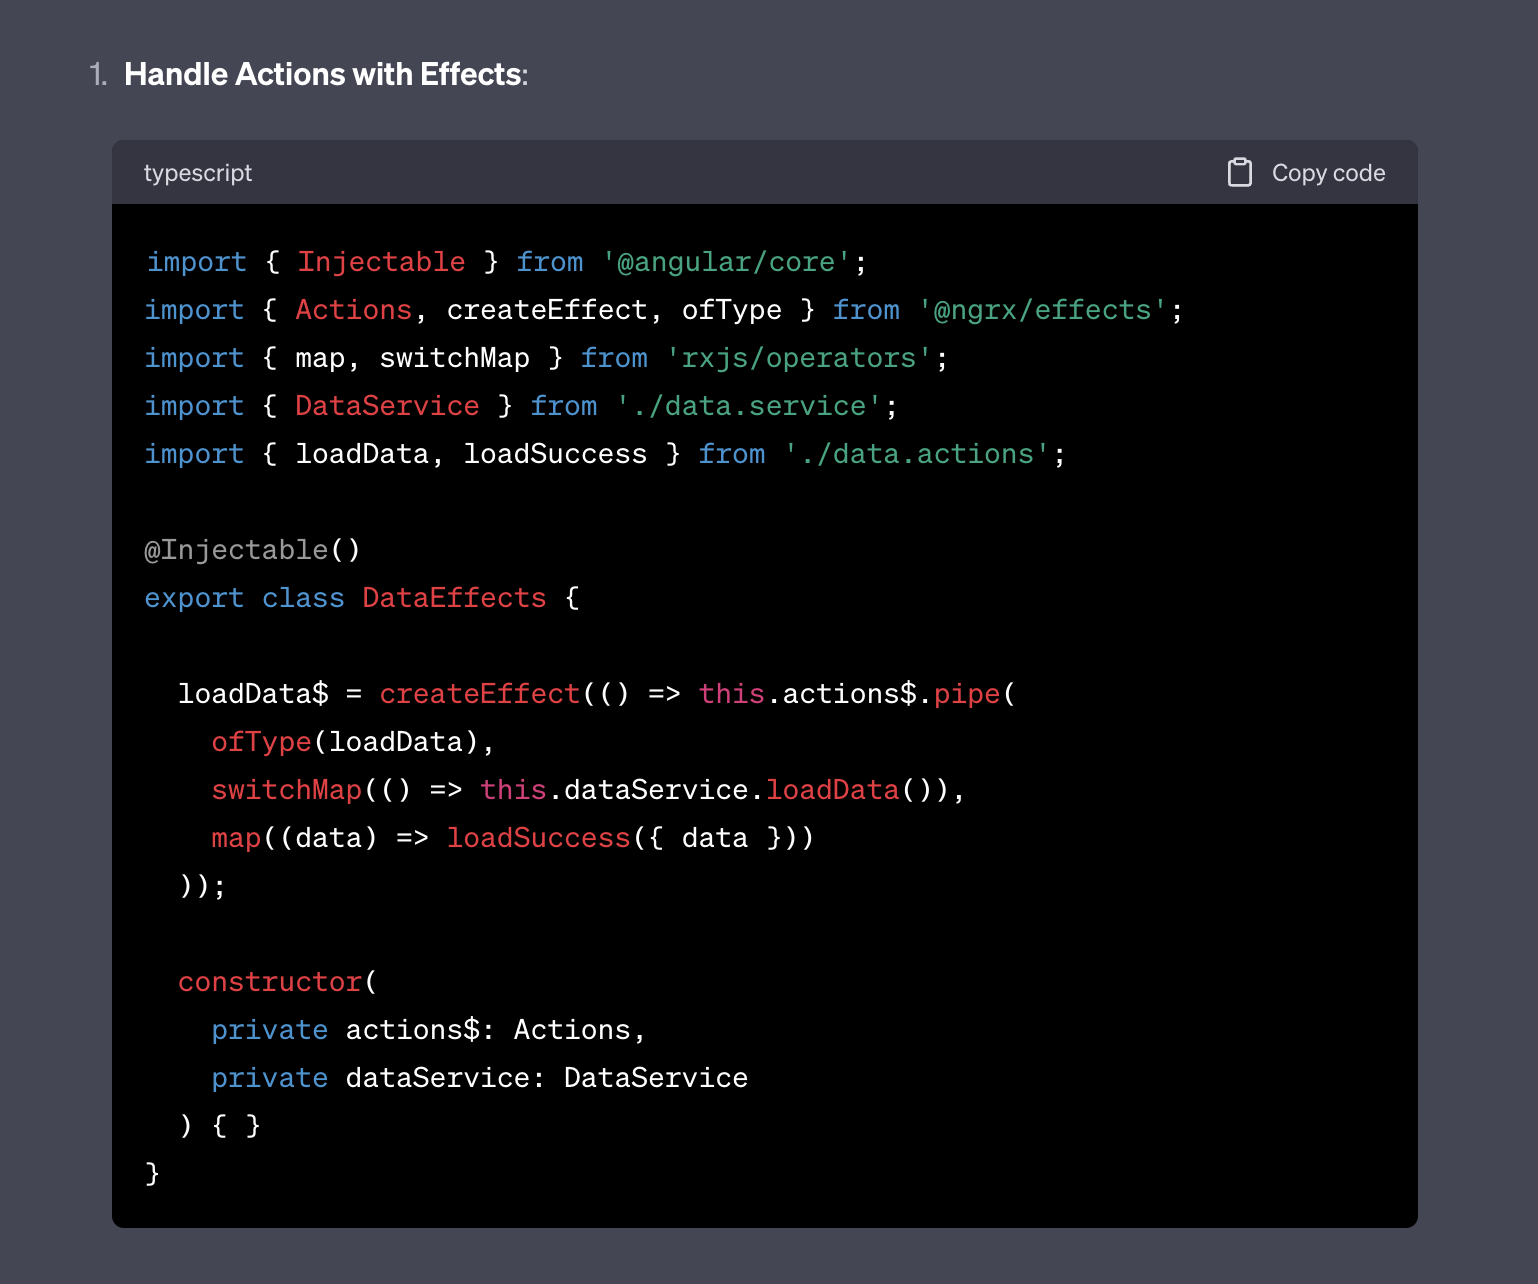 1. Handle Actions with Effects:
typescript
Copy code
import { Injectable } from '@angular/core';
import { Actions, createEffect, ofType } from '@ngrx/effects';
import { map, switchMap } from 'rxjs/operators';
import { DataService } from './data.service';
import { loadData, loadSuccess } from './data.actions';

@Injectable()
export class DataEffects {

  loadData$ = createEffect(() => this.actions$.pipe(
    ofType(loadData),
    switchMap(() => this.dataService.loadData()),
    map((data) => loadSuccess({ data }))
  ));

  constructor(
    private actions$: Actions,
    private dataService: DataService
  ) { }
}